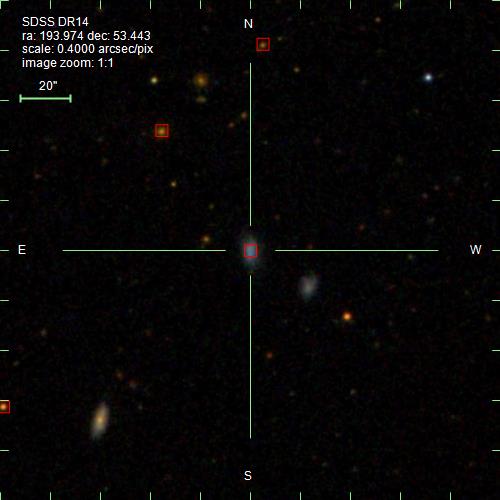 SDSS DR14
ra: 193.974 dec: 53.443
scale: 0.4000 arcsec/pix
image zoom: 1:1
20"
N
E
W
S